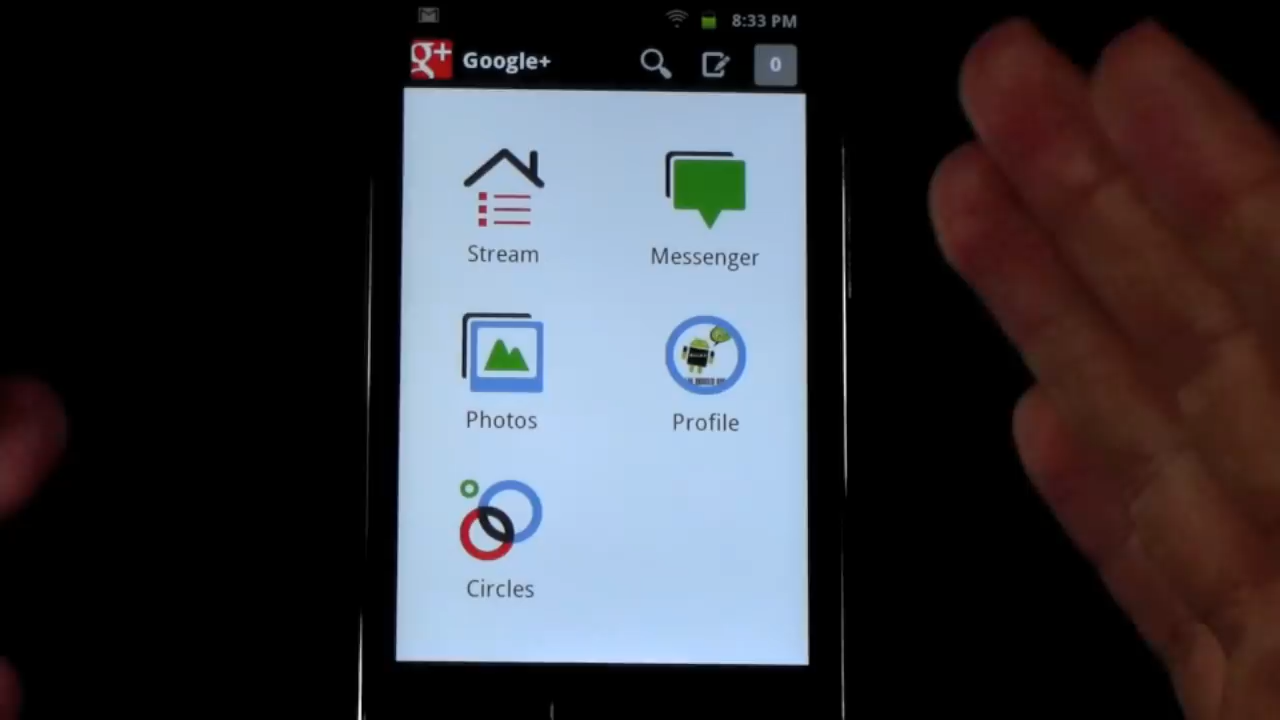 8:33 PM
g+ Google+ 0
Stream Messenger
Photos Profile
Circles